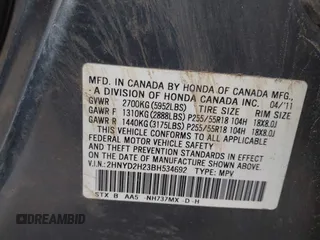 MFD. IN CANADA BY HONDA OF CANADA MFG.,
A DIVISION OF HONDA CANADA INC. 04/'11
GVWR 2700KG(5952LBS) TIRE SIZE RIM SIZE
GAWR F 1310KG(2888LBS) P255/55R18 104H 18X8.0J
GAWR R 1440KG(3175LBS) P255/55R18 104H 18X8.0J
THIS VEHICLE CONFORMS TO ALL APPLICABLE
FEDERAL MOTOR VEHICLE SAFETY
STANDARDS IN EFFECT ON THE DATE OF
MANUFACTURE SHOWN ABOVE.
V.I.N.:2HNYD2H23BH534692 TYPE: MPV
STX B AA5 NH737MX -D -H
© DREAMBID